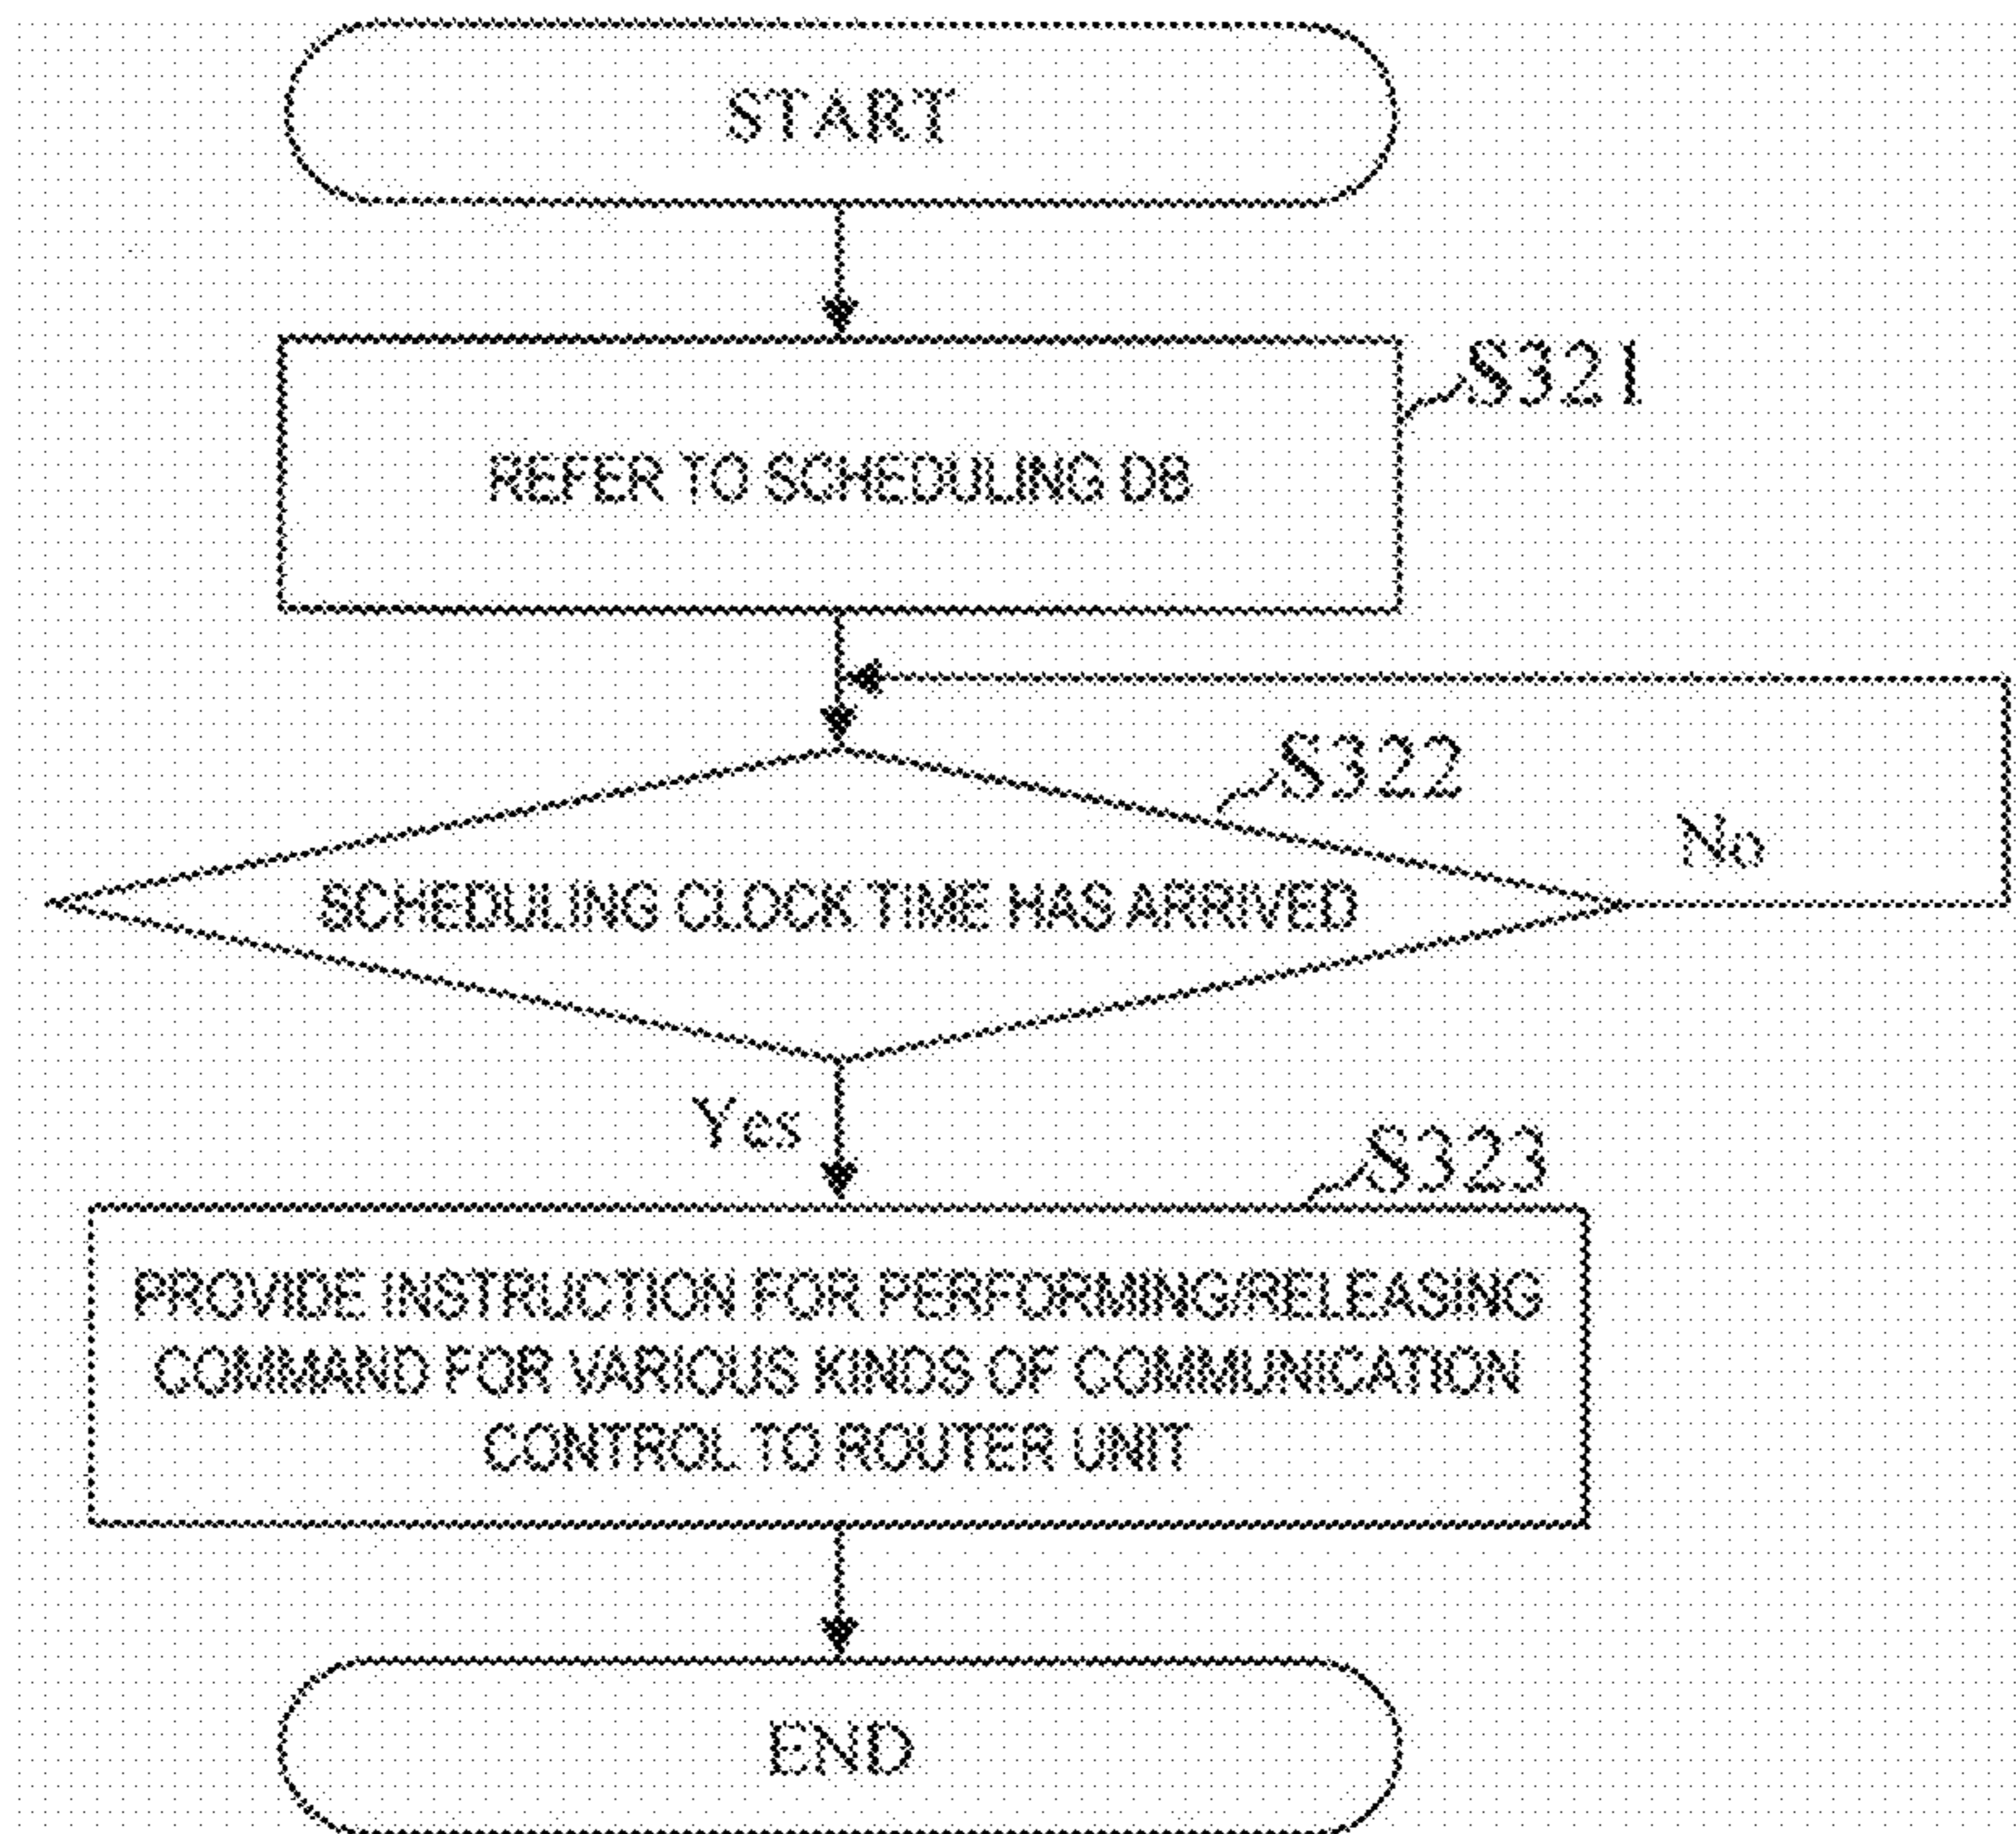 START
S321
REFER TO SCHEDULING DB
S322
No
SCHEDULING CLOCK TIME HAS ARRIVED
Yes
S323
PROVIDE INSTRUCTION FOR PERFORMING/RELEASING
COMMAND FOR VARIOUS KINDS OF COMMUNICATION
CONTROL TO ROUTER UNIT
END